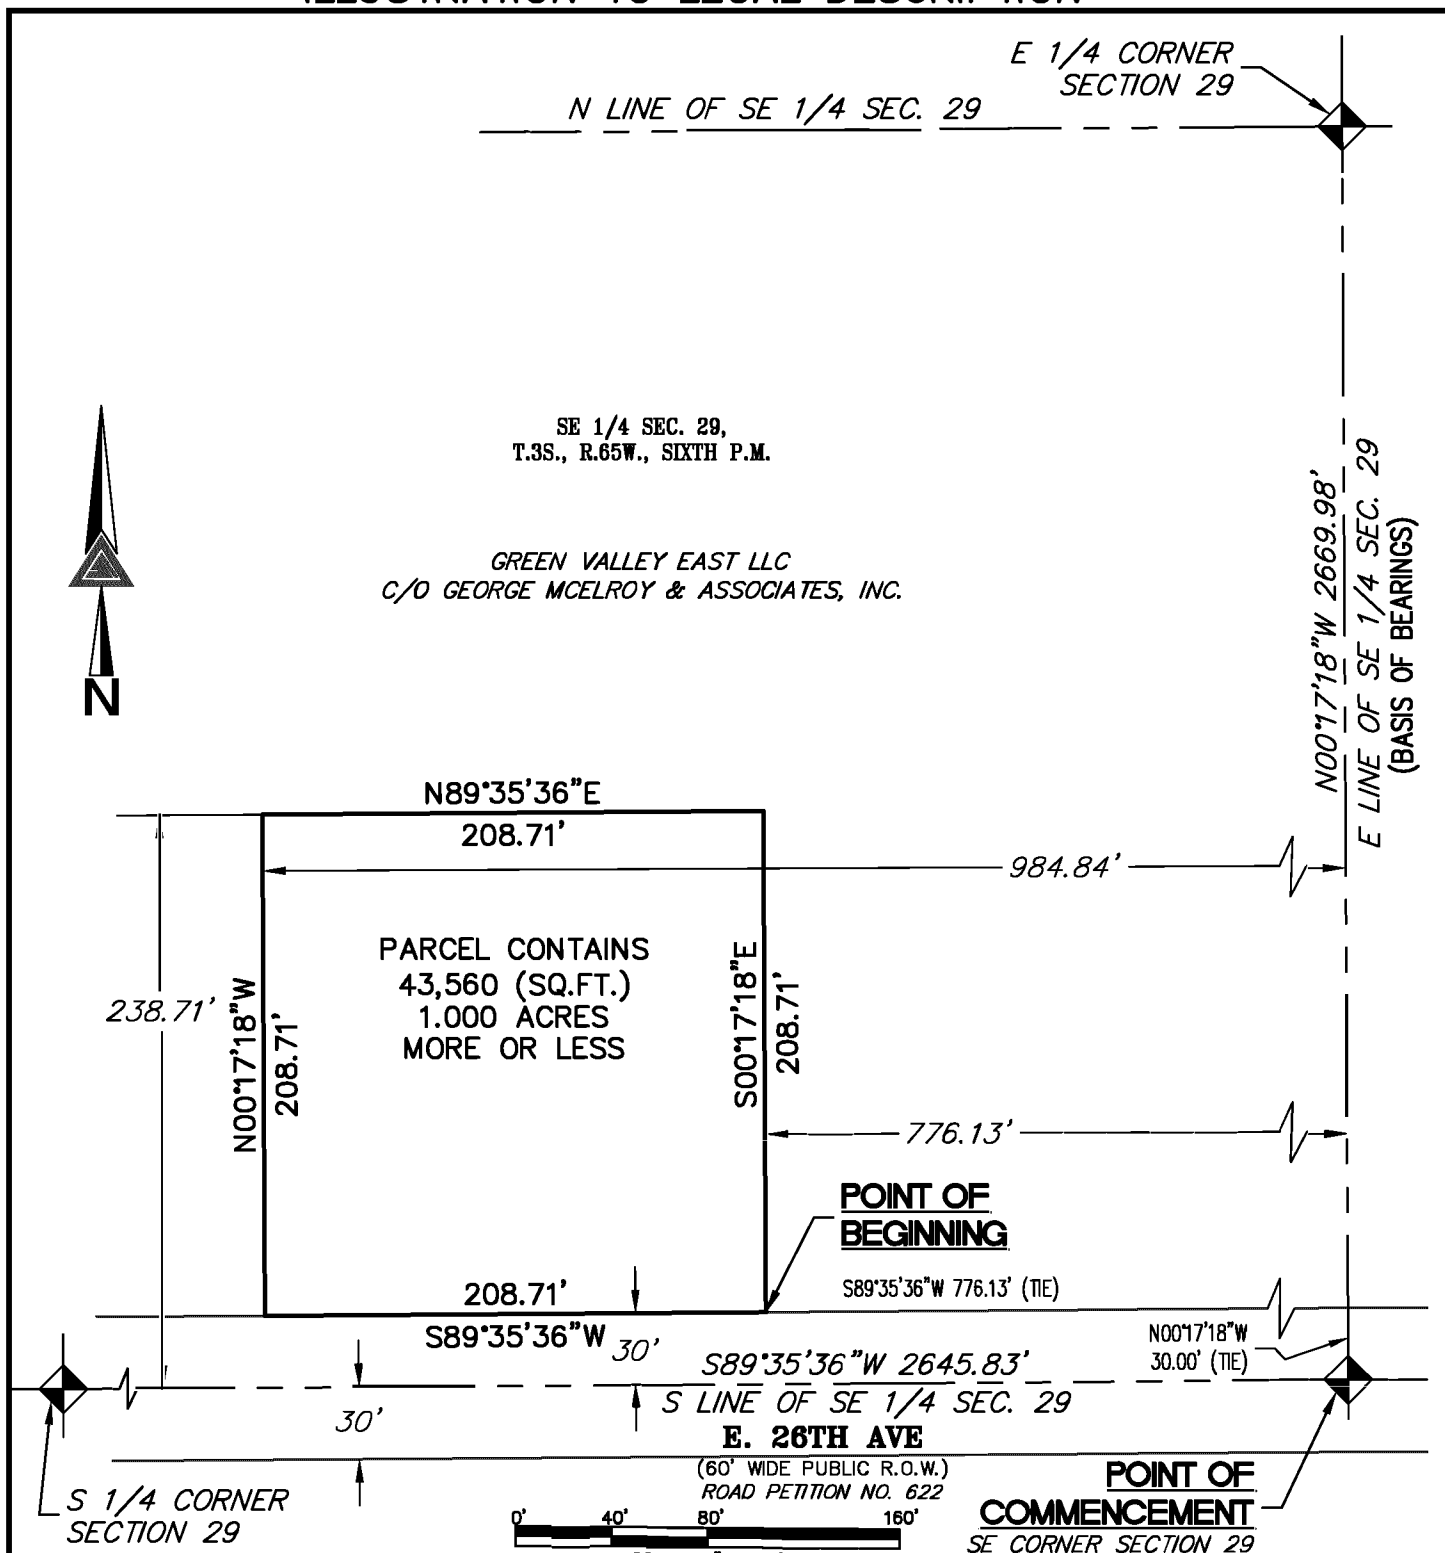 ILLUSTRATION TO LEGAL DESCRIPTION
E 1/4 CORNER
SECTION 29
N LINE OF SE 1/4 SEC. 29
SE 1/4 SEC. 29,
T.3S., R.65W., SIXTH P.M.
GREEN VALLEY EAST LLC
C/O GEORGE MCELROY & ASSOCIATES, INC.
N
N00°17'18"W 2669.98'
E LINE OF SE 1/4 SEC. 29
(BASIS OF BEARINGS)
N89°35'36"E
208.71'
984.84'
PARCEL CONTAINS
43,560 (SQ.FT.)
1.000 ACRES
MORE OR LESS
238.71'
N00°17'18"W
208.71'
S00°17'18"E
208.71'
776.13'
POINT OF
BEGINNING
S89°35'36"W 776.13' (TIE)
208.71'
S89°35'36"W
30'
N00°17'18"W
30.00' (TIE)
S89°35'36"W 2645.83'
S LINE OF SE 1/4 SEC. 29
30'
E. 26TH AVE
(60' WIDE PUBLIC R.O.W.)
ROAD PETITION NO. 622
S 1/4 CORNER
SECTION 29
0' 40' 80' 160'
POINT OF
COMMENCEMENT
SE CORNER SECTION 29